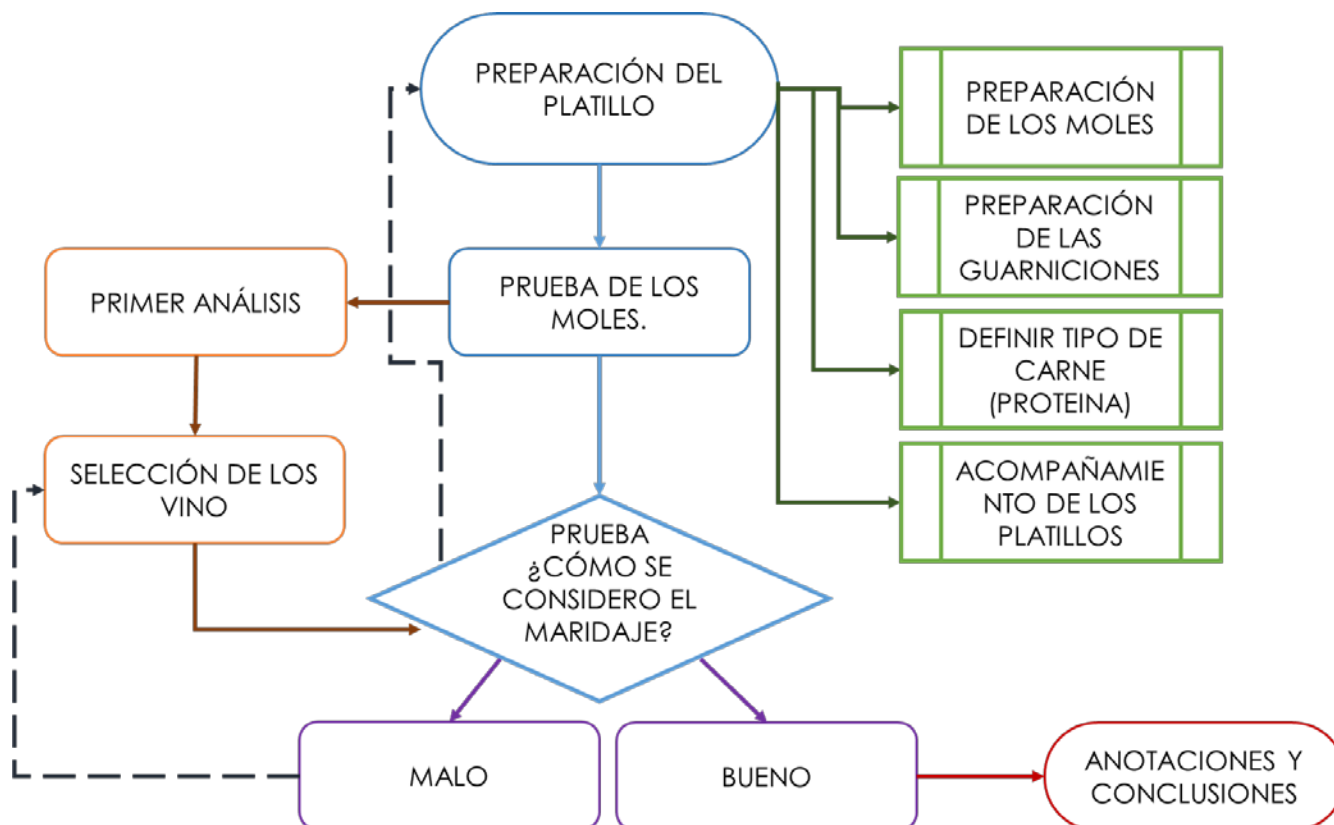 PREPARACIÓN DEL
PLATILLO
PREPARACIÓN
DE LOS MOLES
PREPARACIÓN
DE LAS
GUARNICIONES
PRIMER ANÁLISIS
PRUEBA DE LOS
MOLES.
DEFINIR TIPO DE
CARNE
(PROTEINA)
SELECCIÓN DE LOS
VINO
ACOMPAÑAMIE
NTO DE LOS
PLATILLOS
PRUEBA
¿CÓMO SE
CONSIDERO EL
MARIDAJE?
MALO
BUENO
ANOTACIONES Y
CONCLUSIONES